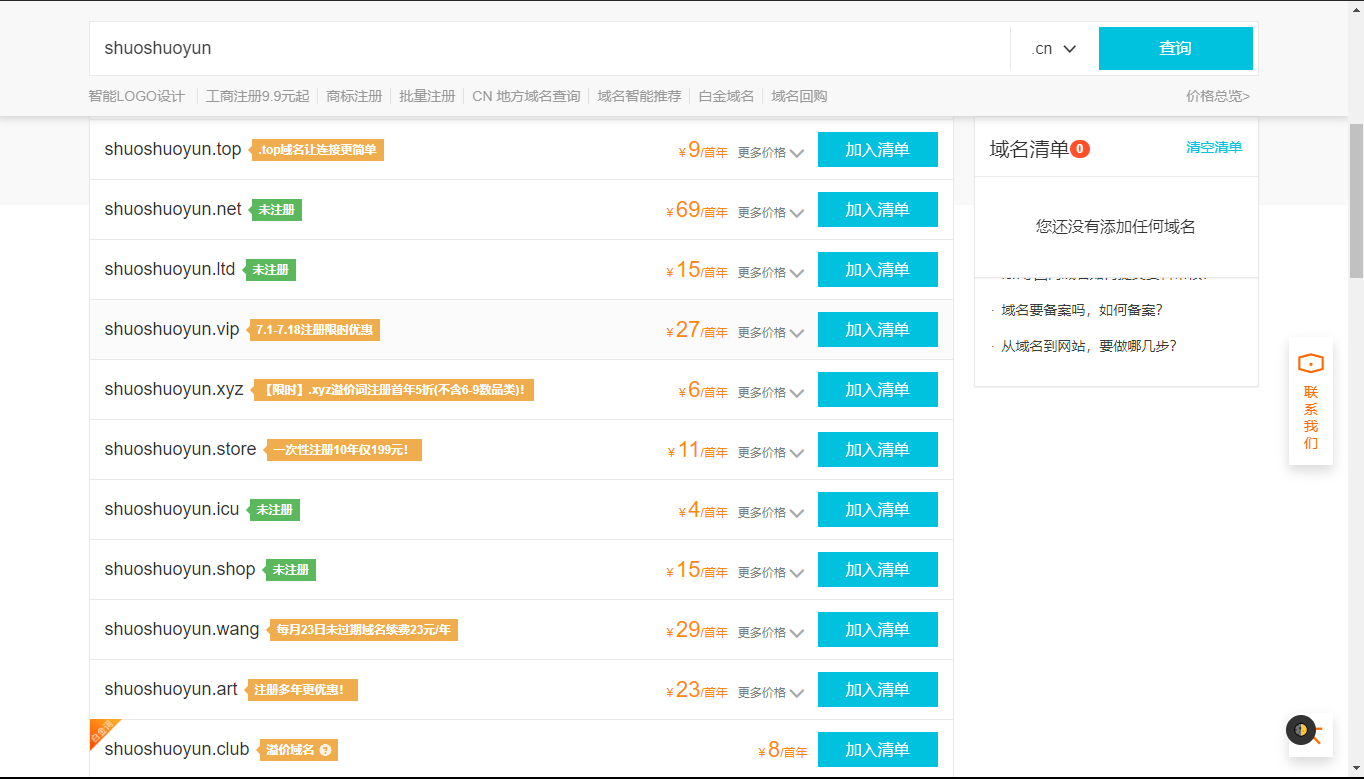 shuoshuoyun .cn 查询
智能LOGO设计 工商注册9.9元起 商标注册 批量注册 CN 地方域名查询 域名智能推荐 白金域名 域名回购 价格总览>
shuoshuoyun.top .top域名让连接更简单 ¥9/首年 更多价格 加入清单
shuoshuoyun.net 未注册 ¥69/首年 更多价格 加入清单
shuoshuoyun.ltd 未注册 ¥15/首年 更多价格 加入清单
shuoshuoyun.vip 7.1-7.18注册限时优惠 ¥27/首年 更多价格 加入清单
shuoshuoyun.xyz 【限时】.xyz溢价词注册首年5折(不含6-9数品类)! ¥6/首年 更多价格 加入清单
shuoshuoyun.store 一次性注册10年仅199元! ¥11/首年 更多价格 加入清单
shuoshuoyun.icu 未注册 ¥4/首年 更多价格 加入清单
shuoshuoyun.shop 未注册 ¥15/首年 更多价格 加入清单
shuoshuoyun.wang 每月23日未过期域名续费23元/年 ¥29/首年 更多价格 加入清单
shuoshuoyun.art 注册多年更优惠! ¥23/首年 更多价格 加入清单
白金词
shuoshuoyun.club 溢价域名 ? ¥8/首年 加入清单
域名清单 0 清空清单
您还没有添加任何域名
· 域名要备案吗，如何备案?
· 从域名到网站，要做哪几步?
联
系
我
们